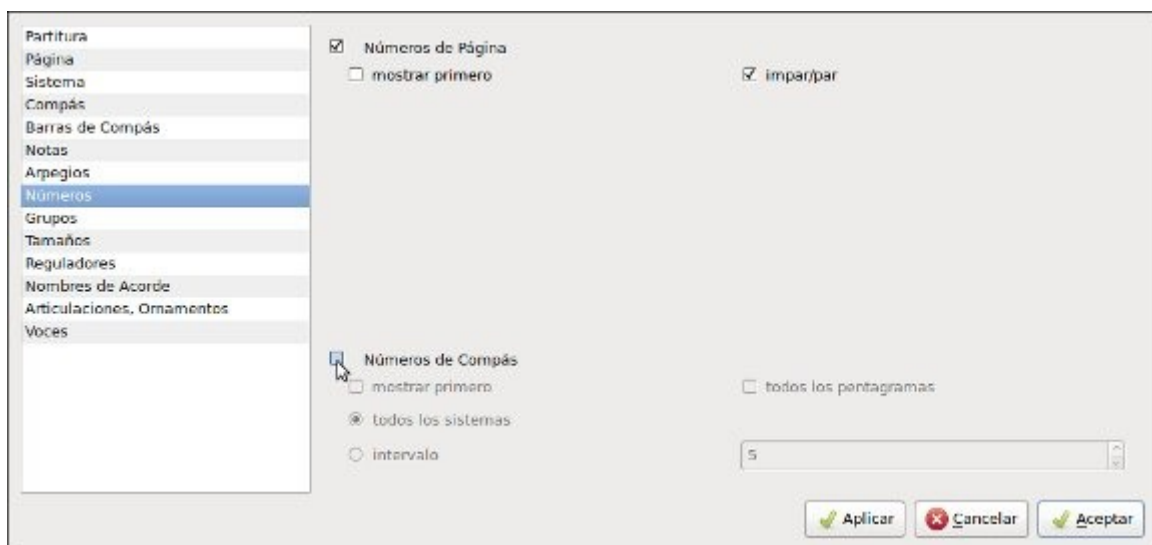 Partitura
Página
Sistema
Compás
Barras de Compás
Notas
Arpegios
Números
Grupos
Tamaños
Reguladores
Nombres de Acorde
Articulaciones, Ornamentos
Voces
Números de Página
mostrar primero
impar/par
Números de Compás
mostrar primero
todos los pentagramas
todos los sistemas
intervalo
5
Aplicar
Cancelar
Aceptar